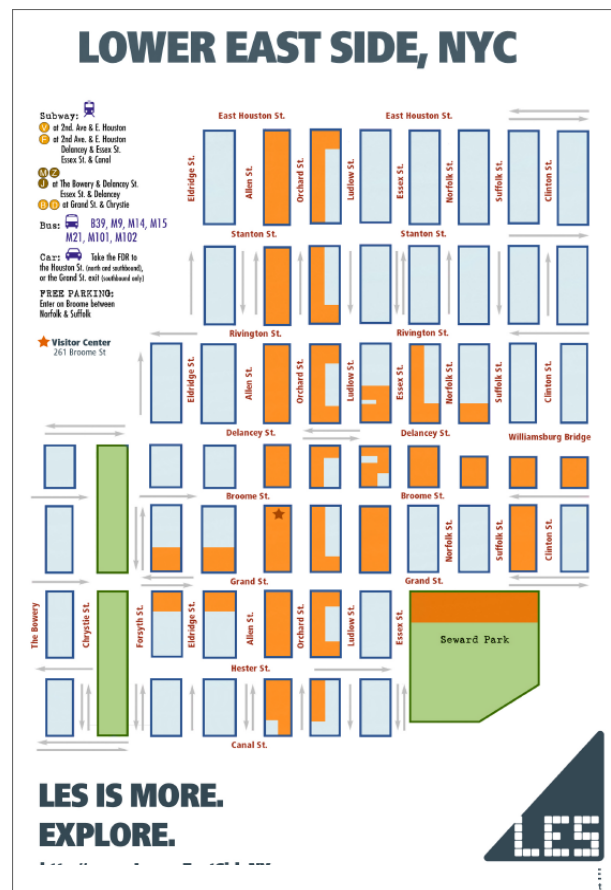 LOWER EAST SIDE, NYC
Subway:
V at 2nd. Ave & E. Houston
F at 2nd. Ave & E. Houston
Delancey & Essex St.
Essex St. & Canal
M Z
J at The Bowery & Delancey St.
Essex St. & Delancey
at Grand St. & Chrystie
Bus: B39, M9, M14, M15
M21, M101, M102
Car: Take the FDR to
the Houston St. (north and southbound),
or the Grand St. exit (southbound only)
FREE PARKING:
Enter on Broome between
Norfolk & Suffolk
Visitor Center
261 Broome St
East Houston St. East Houston St.
Eldridge St. Allen St. Orchard St. Ludlow St. Essex St. Norfolk St. Suffolk St. Clinton St.
Stanton St. Stanton St.
Rivington St. Rivington St.
Eldridge St. Allen St. Orchard St. Ludlow St. Essex St. Norfolk St. Suffolk St. Clinton St.
Delancey St. Delancey St. Williamsburg Bridge
Broome St. Broome St.
Norfolk St. Suffolk St. Clinton St.
Grand St. Grand St.
The Bowery Chrystie St. Forsyth St. Eldridge St. Allen St. Orchard St. Ludlow St. Essex St.
Seward Park
Hester St.
Canal St.
LES IS MORE.
EXPLORE.
LES